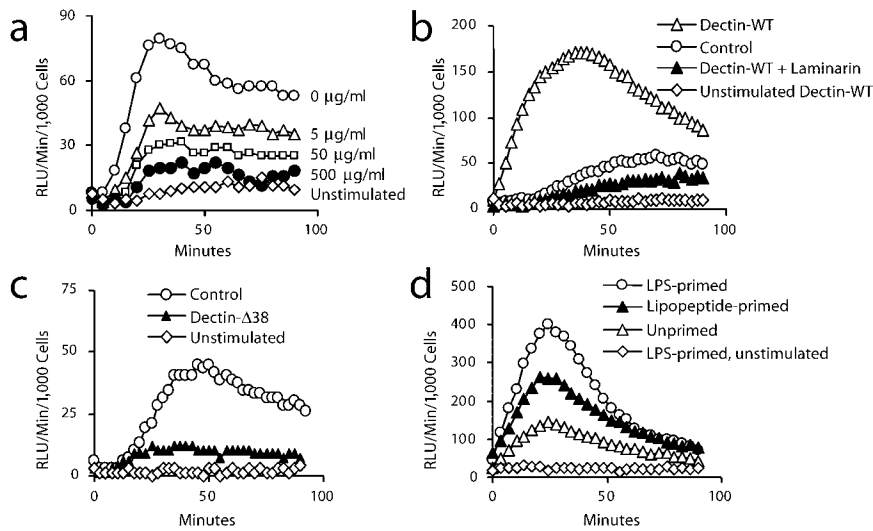 a
RLU/Min/1,000 Cells
90
60
30
0
0 μg/ml
5 μg/ml
50 μg/ml
500 μg/ml
Unstimulated
0
50
100
Minutes
b
RLU/Min/1,000 Cells
200
150
100
50
0
Dectin-WT
Control
Dectin-WT + Laminarin
Unstimulated Dectin-WT
0
50
100
Minutes
c
RLU/Min/1,000 Cells
75
50
25
0
Control
Dectin-Δ38
Unstimulated
0
50
100
Minutes
d
RLU/Min/1,000 Cells
500
400
300
200
100
0
LPS-primed
Lipopeptide-primed
Unprimed
LPS-primed, unstimulated
0
50
100
Minutes